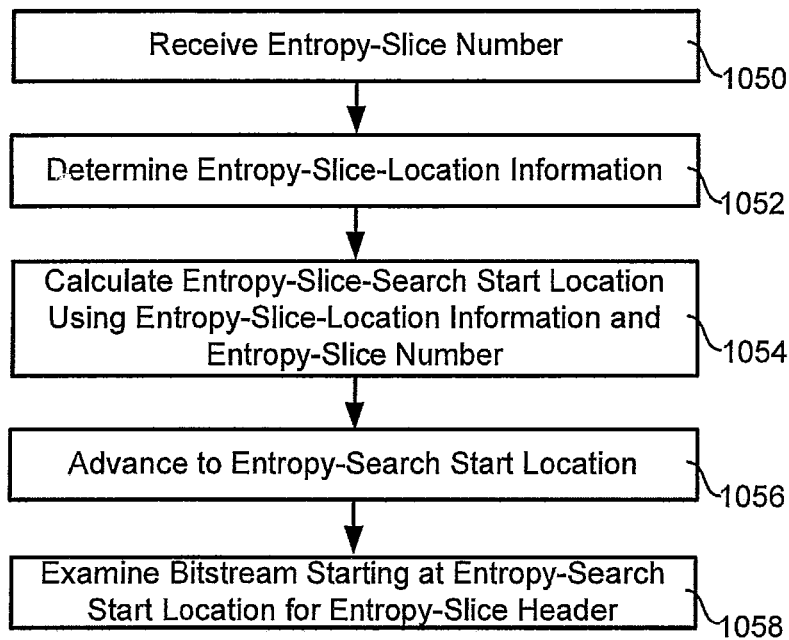 Receive Entropy-Slice Number
1050
Determine Entropy-Slice-Location Information
1052
Calculate Entropy-Slice-Search Start Location
Using Entropy-Slice-Location Information and
Entropy-Slice Number
1054
Advance to Entropy-Search Start Location
1056
Examine Bitstream Starting at Entropy-Search
Start Location for Entropy-Slice Header
1058